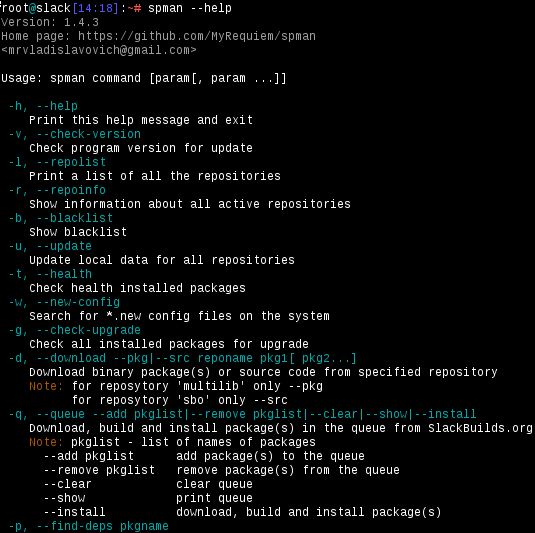 root@slack[14:18]:~# spman --help
Version: 1.4.3
Home page: https://github.com/MyRequiem/spman
<mrvladislavovich@gmail.com>
Usage: spman command [param[, param ...]]
-h, --help
Print this help message and exit
-v, --check-version
Check program version for update
-l, --repolist
Print a list of all the repositories
-r, --repoinfo
Show information about all active repositories
-b, --blacklist
Show blacklist
-u, --update
Update local data for all repositories
-t, --health
Check health installed packages
-w, --new-config
Search for *.new config files on the system
-g, --check-upgrade
Check all installed packages for upgrade
-d, --download --pkg|--src reponame pkg1[ pkg2...]
Download binary package(s) or source code from specified repository
Note: for reposytory 'multilib' only --pkg
for repository 'sbo' only --src
-q, --queue --add pkglist|--remove pkglist|--clear|--show|--install
Download, build and install package(s) in the queue from SlackBuilds.org
Note: pkglist - list of names of packages
--add pkglist add package(s) to the queue
--remove pkglist remove package(s) from the queue
--clear clear queue
--show print queue
--install download, build and install package(s)
-p, --find-deps pkgname